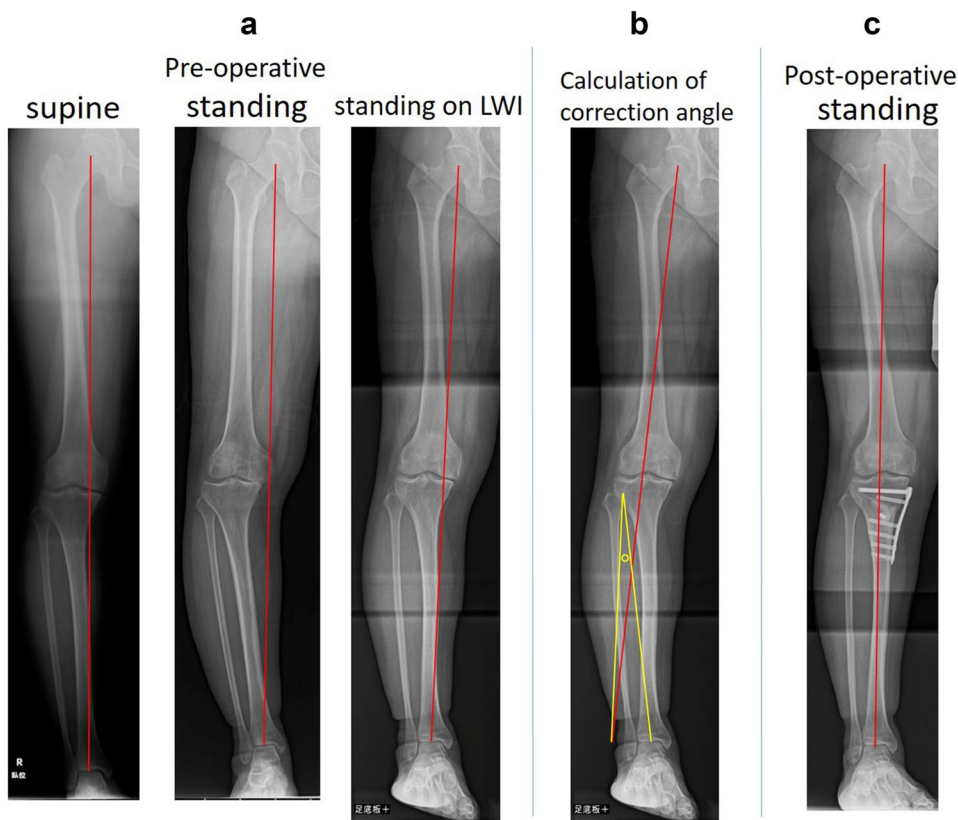 a
Pre-operative
supine
standing
standing on LWI
R
臥位
足底板＋
b
Calculation of
correction angle
足底板＋
c
Post-operative
standing